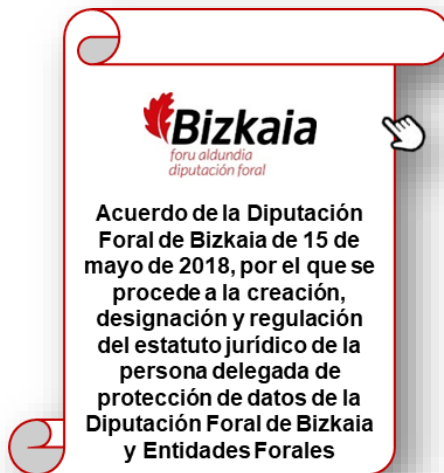 Bizkaia
foru aldundia
diputación foral
Acuerdo de la Diputación
Foral de Bizkaia de 15 de
mayo de 2018, por el que se
procede a la creación,
designación y regulación
del estatuto jurídico de la
persona delegada de
protección de datos de la
Diputación Foral de Bizkaia
y Entidades Forales